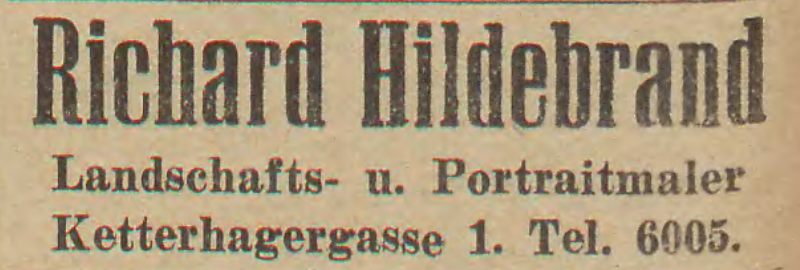 Richard Hildebrand
Landschafts- u. Portraitmaler
Ketterhagergasse 1. Tel. 6005.